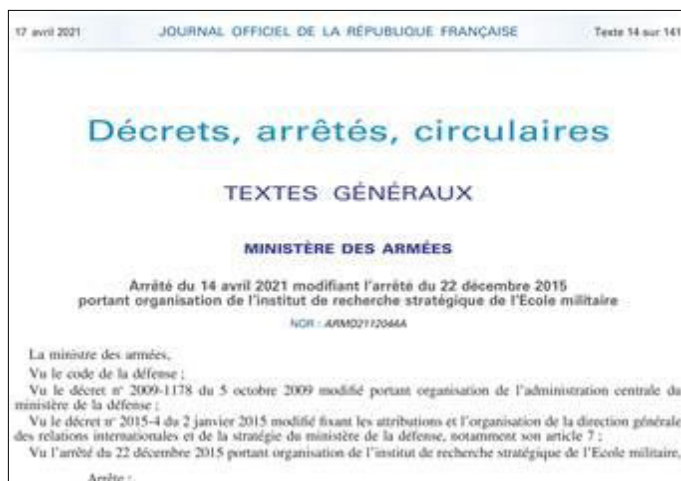 17 avril 2021 JOURNAL OFFICIEL DE LA RÉPUBLIQUE FRANÇAISE Texte 14 sur 141
Décrets, arrêtés, circulaires
TEXTES GÉNÉRAUX
MINISTÈRE DES ARMÉES
Arrêté du 14 avril 2021 modifiant l'arrêté du 22 décembre 2015
portant organisation de l'institut de recherche stratégique de l'Ecole militaire
NOR : ARMD2112044A
La ministre des armées,
Vu le code de la défense ;
Vu le décret n° 2009-1178 du 5 octobre 2009 modifié portant organisation de l'administration centrale du
ministère de la défense ;
Vu le décret n° 2015-4 du 2 janvier 2015 modifié fixant les attributions et l'organisation de la direction générale
des relations internationales et de la stratégie du ministère de la défense, notamment son article 7 ;
Vu l'arrêté du 22 décembre 2015 portant organisation de l'institut de recherche stratégique de l'Ecole militaire,
Arrête :